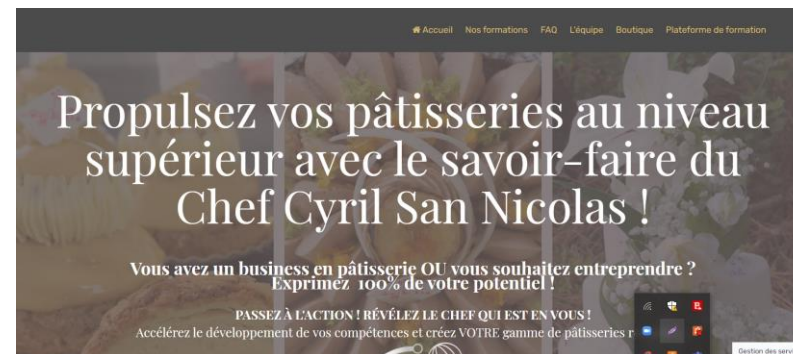 Accueil Nos formations FAQ L'équipe Boutique Plateforme de formation
Propulsez vos pâtisseries au niveau
supérieur avec le savoir-faire du
Chef Cyril San Nicolas !
Vous avez un business en pâtisserie OU vous souhaitez entreprendre ?
Exprimez 100% de votre potentiel !
PASSEZ À L'ACTION ! RÉVÉLEZ LE CHEF QUI EST EN VOUS !
Accélérez le développement de vos compétences et créez VOTRE gamme de pâtisseries r
Gestion des serv